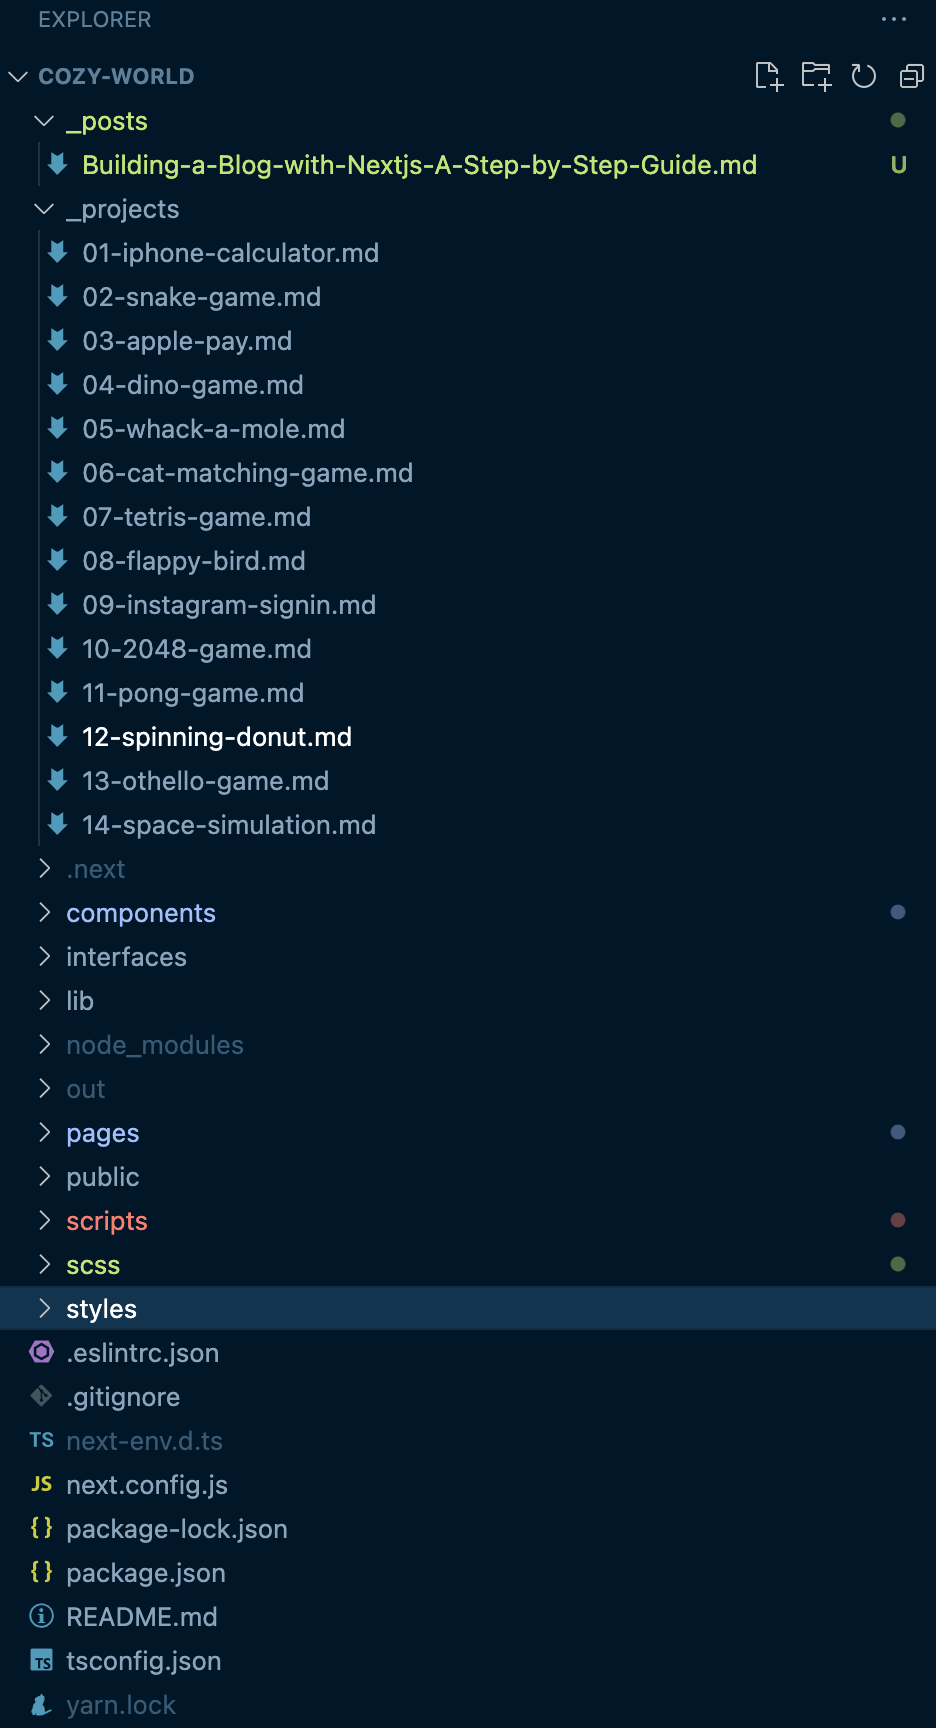 EXPLORER
COZY-WORLD
_posts
Building-a-Blog-with-Nextjs-A-Step-by-Step-Guide.md U
_projects
01-iphone-calculator.md
02-snake-game.md
03-apple-pay.md
04-dino-game.md
05-whack-a-mole.md
06-cat-matching-game.md
07-tetris-game.md
08-flappy-bird.md
09-instagram-signin.md
10-2048-game.md
11-pong-game.md
12-spinning-donut.md
13-othello-game.md
14-space-simulation.md
.next
components
interfaces
lib
node_modules
out
pages
public
scripts
scss
styles
.eslintrc.json
.gitignore
TS next-env.d.ts
JS next.config.js
{} package-lock.json
{} package.json
README.md
TS tsconfig.json
yarn.lock